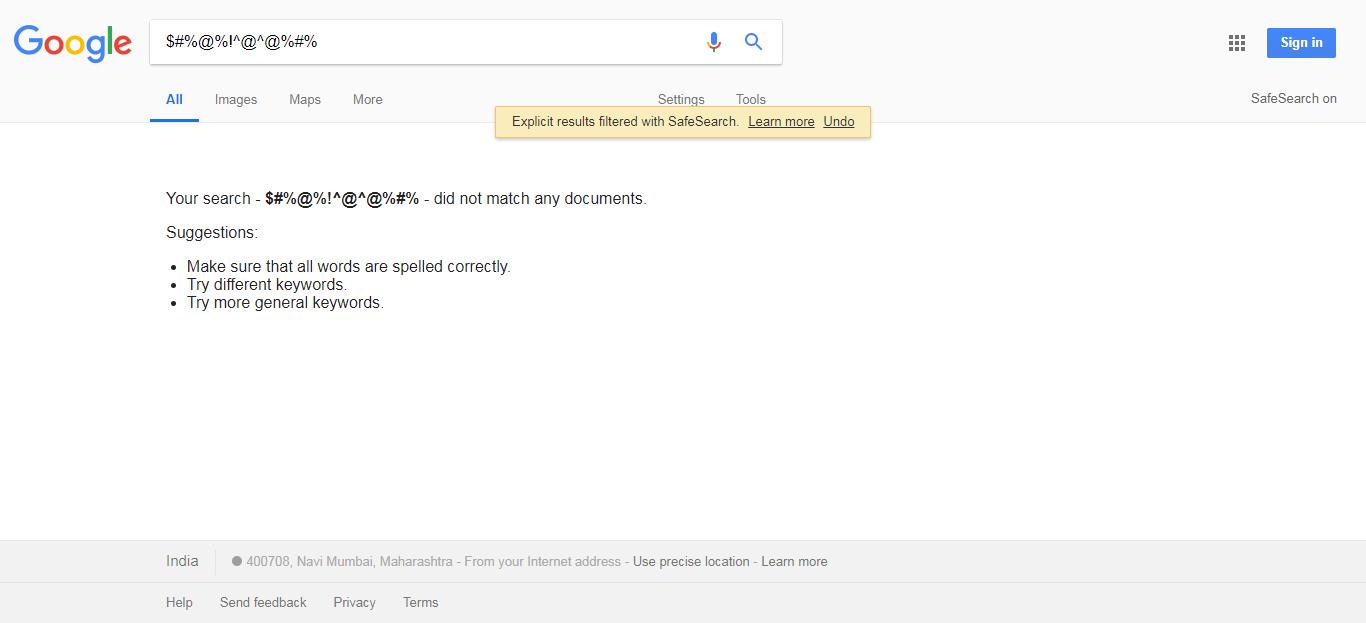 Google
$#%@%!^@^@%#%
Sign in
All Images Maps More Settings Tools SafeSearch on
Explicit results filtered with SafeSearch. Learn more Undo
Your search - $#%@%!^@^@%#% - did not match any documents.
Suggestions:
Make sure that all words are spelled correctly.
Try different keywords.
Try more general keywords.
India 400708, Navi Mumbai, Maharashtra - From your Internet address - Use precise location - Learn more
Help Send feedback Privacy Terms